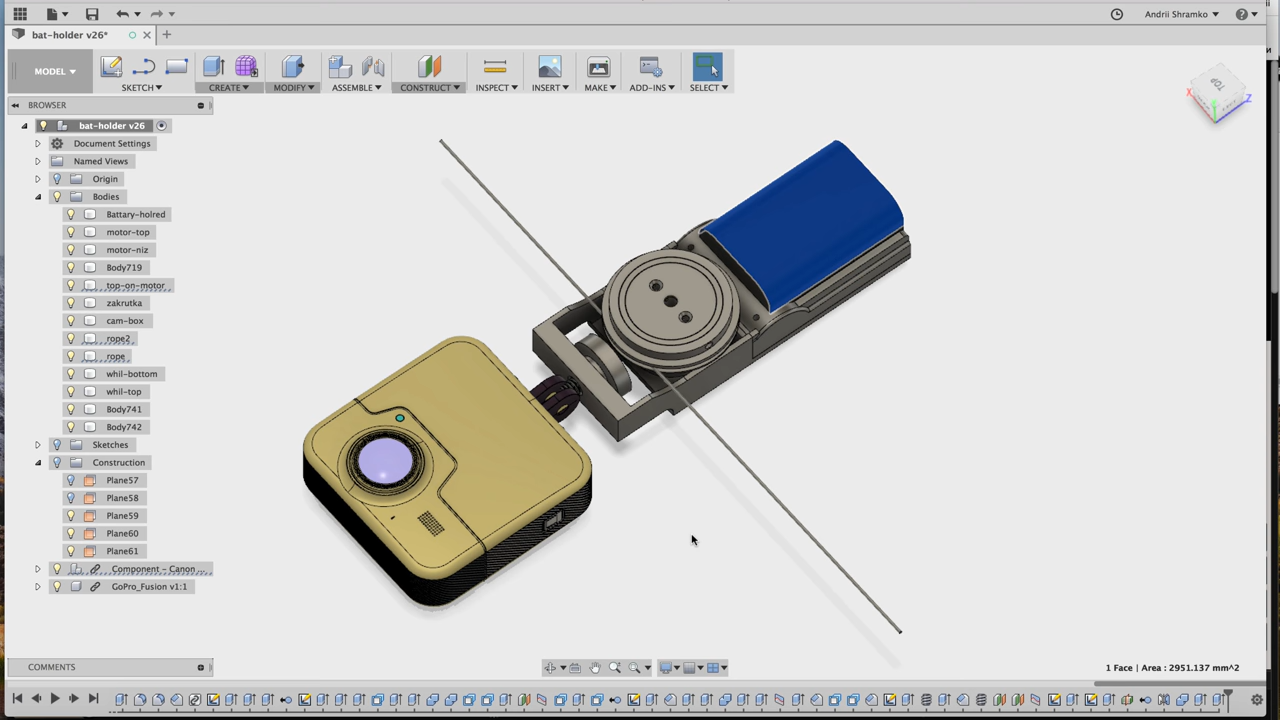 Andrii Shramko
bat-holder v26*
MODEL
SKETCH
CREATE
MODIFY
ASSEMBLE
CONSTRUCT
INSPECT
INSERT
MAKE
ADD-INS
SELECT
TOP
X
Z
BROWSER
bat-holder v26
Document Settings
Named Views
Origin
Bodies
Battary-holred
motor-top
motor-niz
Body719
top-on-motor
zakrutka
cam-box
rope2
rope
whil-bottom
whil-top
Body741
Body742
Sketches
Construction
Plane57
Plane58
Plane59
Plane60
Plane61
Component - Canon ...
GoPro_Fusion v1:1
COMMENTS
1 Face | Area : 2951.137 mm^2